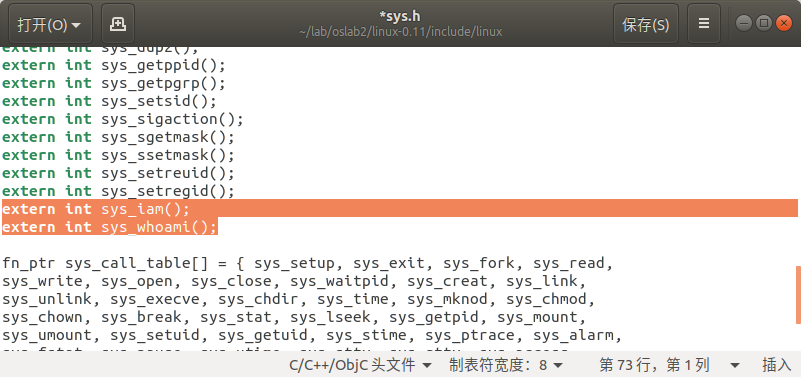 打开(O)
*sys.h
~/lab/oslab2/linux-0.11/include/linux
保存(S)
extern int sys_dup2();
extern int sys_getppid();
extern int sys_getpgrp();
extern int sys_setsid();
extern int sys_sigaction();
extern int sys_sgetmask();
extern int sys_ssetmask();
extern int sys_setreuid();
extern int sys_setregid();
extern int sys_iam();
extern int sys_whoami();
fn_ptr sys_call_table[] = { sys_setup, sys_exit, sys_fork, sys_read,
sys_write, sys_open, sys_close, sys_waitpid, sys_creat, sys_link,
sys_unlink, sys_execve, sys_chdir, sys_time, sys_mknod, sys_chmod,
sys_chown, sys_break, sys_stat, sys_lseek, sys_getpid, sys_mount,
sys_umount, sys_setuid, sys_getuid, sys_stime, sys_ptrace, sys_alarm,
C/C++/ObjC 头文件 制表符宽度：8 第 73 行，第 1 列 插入